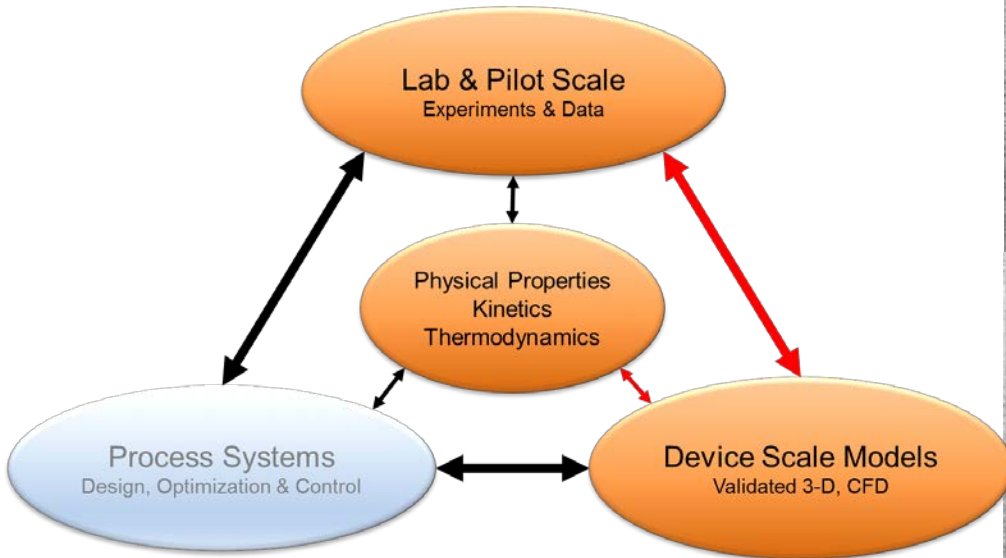 Lab & Pilot Scale
Experiments & Data
Physical Properties
Kinetics
Thermodynamics
Process Systems
Design, Optimization & Control
Device Scale Models
Validated 3-D, CFD